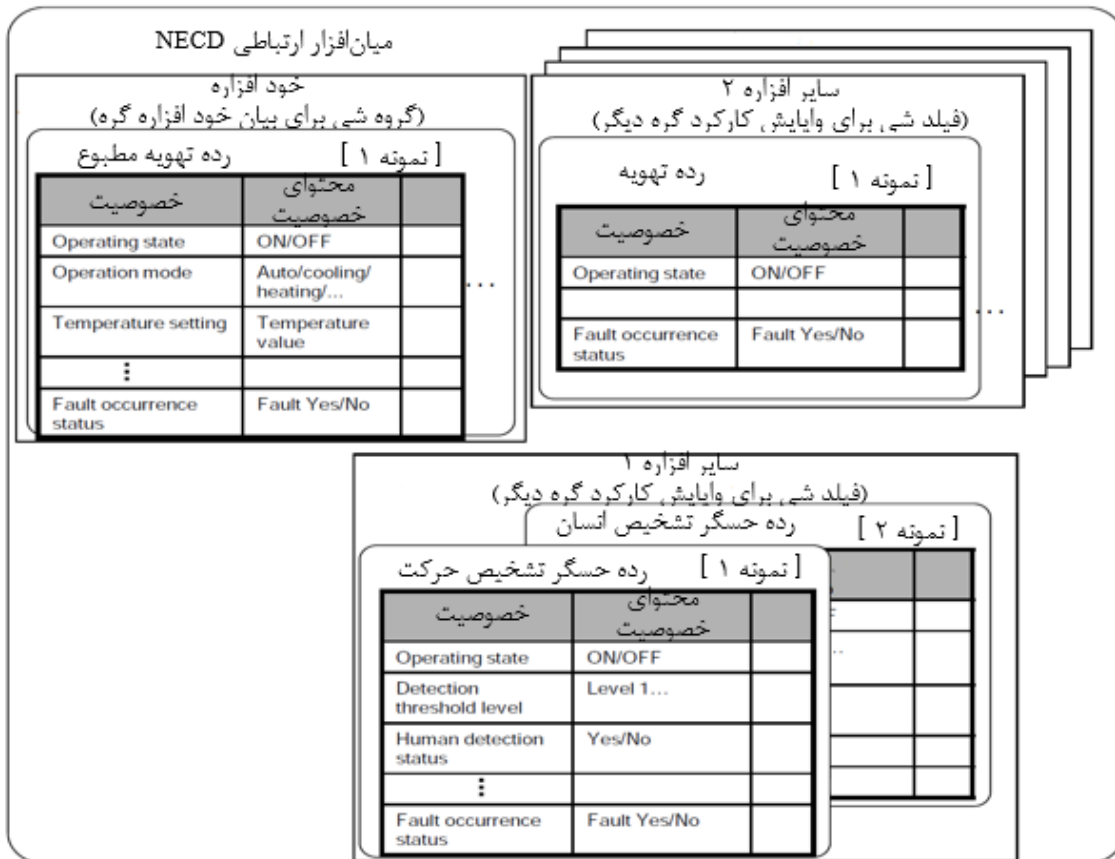 میان‌افزار ارتباطی NECD
خود افزاره
(گروه شی برای بیان خود افزاره گره)
رده تهویه مطبوع [ نمونه ۱ ]
خصوصیت
محتوای
خصوصیت
Operating state ON/OFF
Operation mode Auto/cooling/
heating/...
Temperature setting Temperature
value
⋮
Fault occurrence Fault Yes/No
status
...
سایر افزاره ۲
(فیلد شی برای وایایش کارکرد گره دیگر)
رده تهویه [ نمونه ۱ ]
خصوصیت
محتوای
خصوصیت
Operating state ON/OFF
Fault occurrence Fault Yes/No
status
...
سایر افزاره ۱
(فیلد شی برای وایایش کارکرد گره دیگر)
رده حسگر تشخیص انسان [ نمونه ۲ ]
رده حسگر تشخیص حرکت [ نمونه ۱ ]
خصوصیت
محتوای
خصوصیت
Operating state ON/OFF
Detection Level 1...
threshold level
Human detection Yes/No
status
⋮
Fault occurrence Fault Yes/No
status